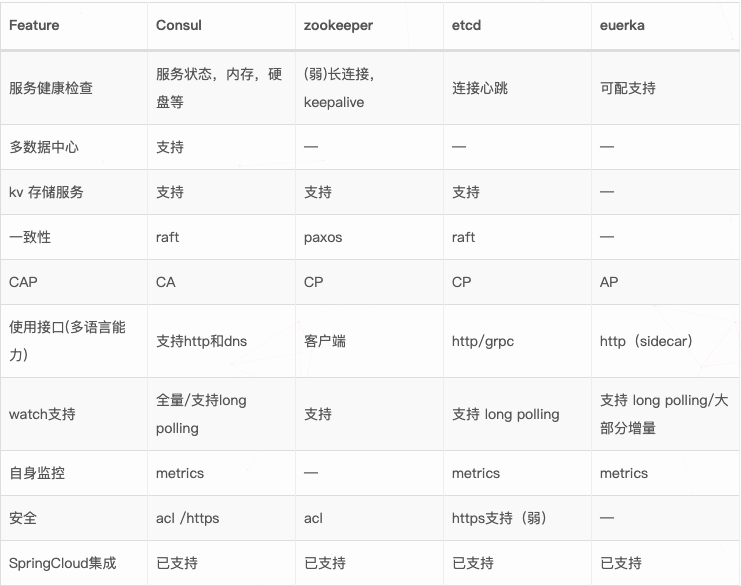 Feature Consul zookeeper etcd euerka
服务健康检查 服务状态，内存，硬盘等 (弱)长连接，keepalive 连接心跳 可配支持
多数据中心 支持 — — —
kv 存储服务 支持 支持 支持 —
一致性 raft paxos raft —
CAP CA CP CP AP
使用接口(多语言能力) 支持http和dns 客户端 http/grpc http（sidecar）
watch支持 全量/支持long polling 支持 支持 long polling 支持 long polling/大部分增量
自身监控 metrics — metrics metrics
安全 acl /https acl https支持（弱） —
SpringCloud集成 已支持 已支持 已支持 已支持